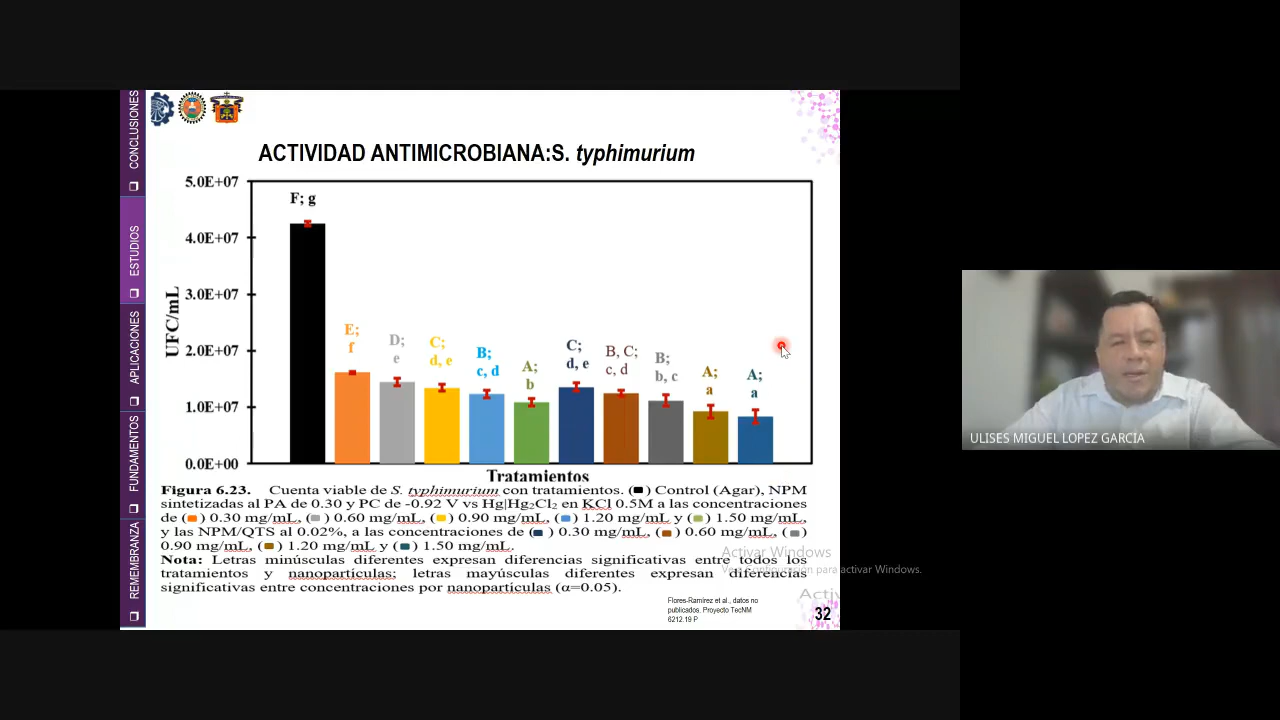 CONCLUSIONES
ESTUDIOS
APLICACIONES
FUNDAMENTOS
REMEMBRANZA
ACTIVIDAD ANTIMICROBIANA:S. typhimurium
5.0E+07
4.0E+07
3.0E+07
2.0E+07
1.0E+07
0.0E+00
UFC/mL
F; g
E;
f
D;
e
C;
d, e
B;
c, d
A;
b
C;
d, e
B, C;
c, d
B;
b, c
A;
a
A;
a
Tratamientos
Figura 6.23. Cuenta viable de S. typhimurium con tratamientos. ( ) Control (Agar), NPM
sintetizadas al PA de 0.30 y PC de -0.92 V vs Hg|Hg₂Cl₂ en KCl 0.5M a las concentraciones
de ( ) 0.30 mg/mL, ( ) 0.60 mg/mL, ( ) 0.90 mg/mL, ( ) 1.20 mg/mL y ( ) 1.50 mg/mL,
y las NPM/QTS al 0.02%, a las concentraciones de ( ) 0.30 mg/mL, ( ) 0.60 mg/mL, ( )
0.90 mg/mL, ( ) 1.20 mg/mL y ( ) 1.50 mg/mL.
Nota: Letras minúsculas diferentes expresan diferencias significativas entre todos los
tratamientos y nanopartículas; letras mayúsculas diferentes expresan diferencias
significativas entre concentraciones por nanopartículas (α=0.05).
Activar Windows
activar Windows.
Activ
Flores-Ramírez et al., datos no
publicados. Proyecto TecNM
6212.19 P
32
ULISES MIGUEL LOPEZ GARCIA